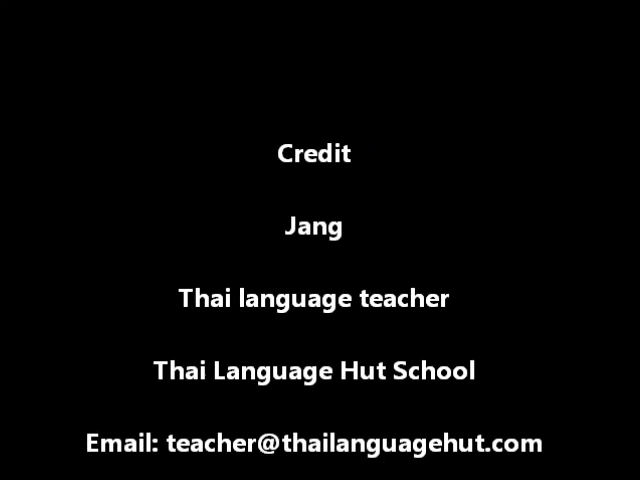 Credit
Jang
Thai language teacher
Thai Language Hut School
Email: teacher@thailanguagehut.com